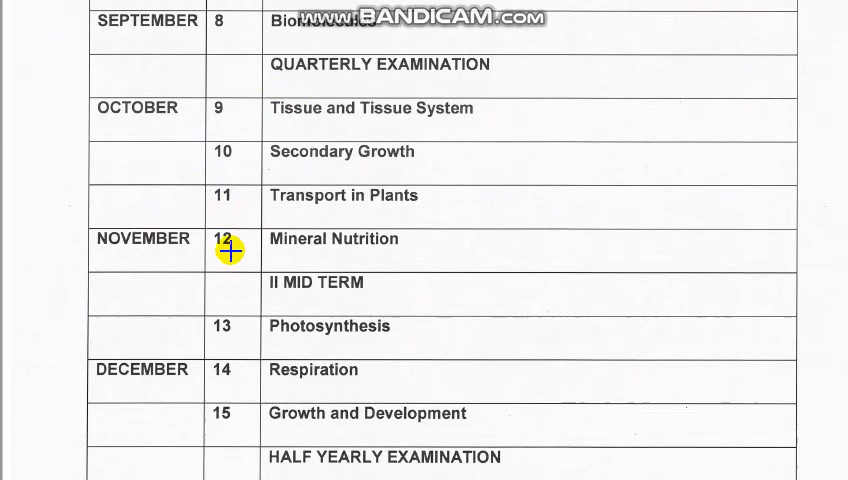 www.BANDICAM.com
SEPTEMBER 8
QUARTERLY EXAMINATION
OCTOBER 9 Tissue and Tissue System
10 Secondary Growth
11 Transport in Plants
NOVEMBER 12 Mineral Nutrition
II MID TERM
13 Photosynthesis
DECEMBER 14 Respiration
15 Growth and Development
HALF YEARLY EXAMINATION